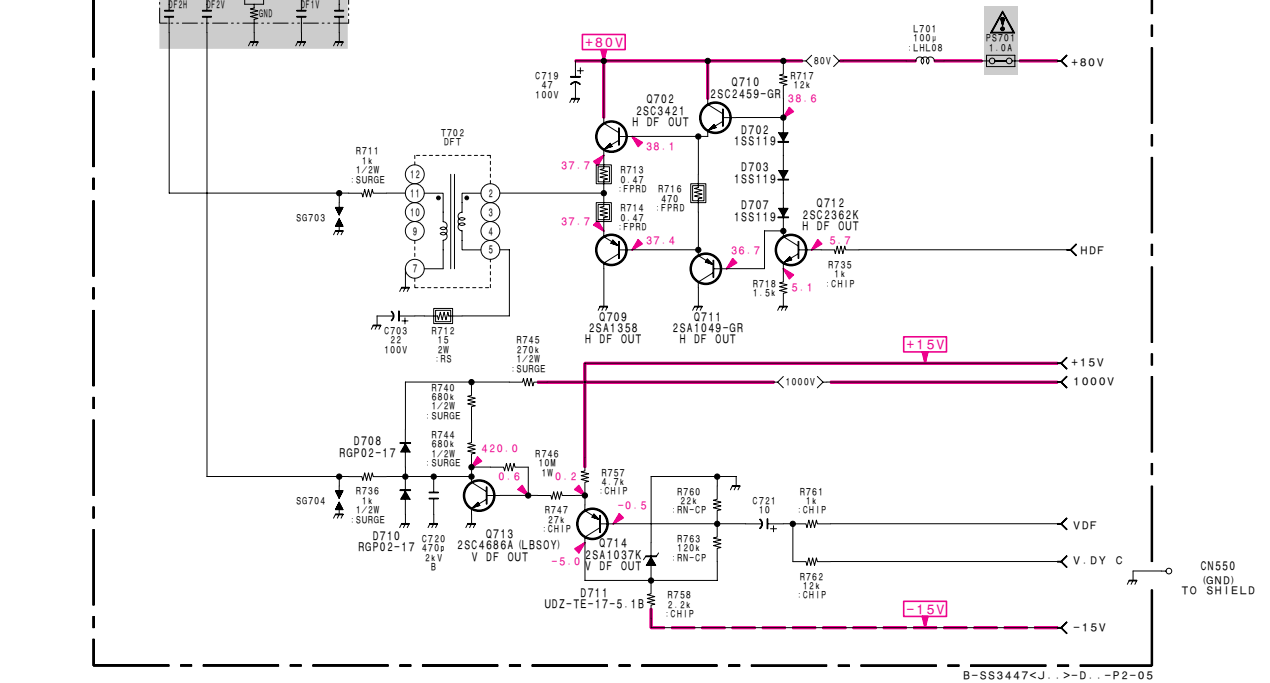 DF2H
DF2V
GND
DF1V
+80V
C719
47
100V
Q702
2SC3421
H DF OUT
Q710
2SC2459-GR
<80V>
R717
12k
38.6
L701
100µ
:LHL08
PS701
1.0A
+80V
T702
DFT
R711
1k
1/2W
:SURGE
SG703
12
11
10
9
7
2
3
4
5
37.7
38.1
R713
0.47
:FPRD
R714
0.47
:FPRD
37.7
37.4
R716
470
:FPRD
D702
1SS119
D703
1SS119
D707
1SS119
Q712
2SC2362K
H DF OUT
36.7
5.7
R735
1k
:CHIP
HDF
R718
1.5k
5.1
C703
22
100V
R712
15
2W
:RS
Q709
2SA1358
H DF OUT
Q711
2SA1049-GR
H DF OUT
R745
270k
1/2W
:SURGE
+15V
+15V
<1000V>
1000V
R740
680k
1/2W
:SURGE
R744
680k
1/2W
:SURGE
D708
RGP02-17
420.0
0.6
R746
10M
1W
0.2
R757
4.7k
:CHIP
SG704
R736
1k
1/2W
:SURGE
D710
RGP02-17
C720
470p
2kV
B
Q713
2SC4686A(LBSOY)
V DF OUT
R747
27k
:CHIP
-0.5
-5.0
Q714
2SA1037K
V DF OUT
R760
22k
:RN-CP
R763
120k
:RN-CP
C721
10
R761
1k
:CHIP
VDF
R762
12k
:CHIP
V.DY C
D711
UDZ-TE-17-5.1B
R758
2.2k
:CHIP
-15V
-15V
CN550
(GND)
TO SHIELD
B-SS3447<J..>-D..-P2-05